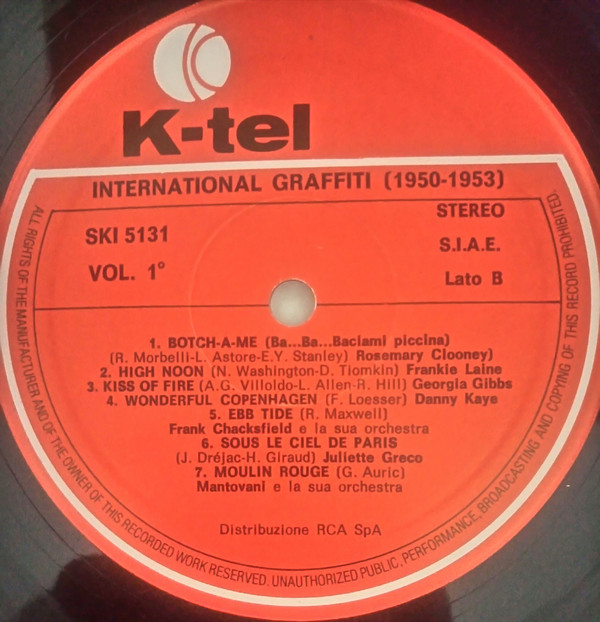 K-tel
INTERNATIONAL GRAFFITI (1950-1953)
SKI 5131
VOL. 1°
STEREO
S.I.A.E.
Lato B
1. BOTCH-A-ME (Ba...Ba...Baciami piccina)
(R. Morbelli-L. Astore-E.Y. Stanley) Rosemary Clooney)
2. HIGH NOON (N. Washington-D. Tiomkin) Frankie Laine
3. KISS OF FIRE (A.G. Villoldo-L. Allen-R. Hill) Georgia Gibbs
4. WONDERFUL COPENHAGEN (F. Loesser) Danny Kaye
5. EBB TIDE (R. Maxwell)
Frank Chacksfield e la sua orchestra
6. SOUS LE CIEL DE PARIS
(J. Dréjac-H. Giraud) Juliette Greco
7. MOULIN ROUGE (G. Auric)
Mantovani e la sua orchestra
Distribuzione RCA SpA
ALL RIGHTS OF THE MANUFACTURER AND OF THE OWNER OF THIS RECORDED WORK RESERVED. UNAUTHORIZED PUBLIC, PERFORMANCE, BROADCASTING AND COPYING OF THIS RECORD PROHIBITED.